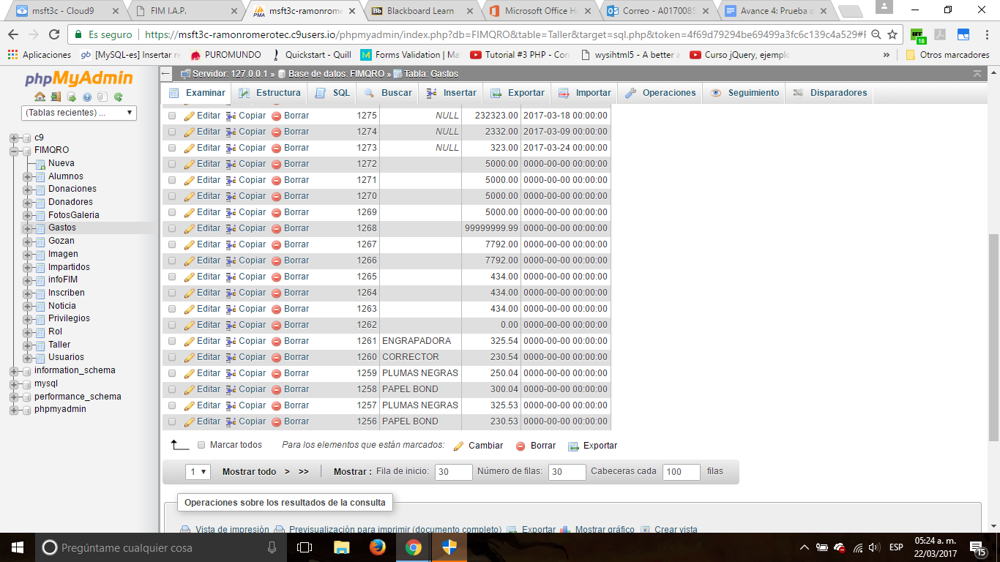 msft3c - Cloud9
FIM I.A.P.
msft3c-ramonrome
Blackboard Learn
Microsoft Office H
Correo - A0170085
Avance 4: Prueba d
Es seguro
https://msft3c-ramonromerotec.c9users.io/phpmyadmin/index.php?db=FIMQRO&table=Taller&target=sql.php&token=4f69d79294be69499a3fc6c139c4a529#F
18
Aplicaciones
[MySQL-es] Insertar re
PUROMUNDO
Quickstart - Quill
Forms Validation | Ma
Tutorial #3 PHP - Con
wysihtml5 - A better a
Curso jQuery, ejemplo
»
Otros marcadores
phpMyAdmin
(Tablas recientes) ...
c9
FIMQRO
Nueva
Alumnos
Donaciones
Donadores
FotosGaleria
Gastos
Gozan
Imagen
Impartidos
infoFIM
Inscriben
Noticia
Privilegios
Rol
Taller
Usuarios
information_schema
mysql
performance_schema
phpmyadmin
Servidor: 127.0.0.1 » Base de datos: FIMQRO » Tabla: Gastos
Examinar Estructura SQL Buscar Insertar Exportar Importar Operaciones Seguimiento Disparadores
Editar Copiar Borrar 1275 NULL 232323.00 2017-03-18 00:00:00
Editar Copiar Borrar 1274 NULL 2332.00 2017-03-09 00:00:00
Editar Copiar Borrar 1273 NULL 323.00 2017-03-24 00:00:00
Editar Copiar Borrar 1272 5000.00 0000-00-00 00:00:00
Editar Copiar Borrar 1271 5000.00 0000-00-00 00:00:00
Editar Copiar Borrar 1270 5000.00 0000-00-00 00:00:00
Editar Copiar Borrar 1269 5000.00 0000-00-00 00:00:00
Editar Copiar Borrar 1268 99999999.99 0000-00-00 00:00:00
Editar Copiar Borrar 1267 7792.00 0000-00-00 00:00:00
Editar Copiar Borrar 1266 7792.00 0000-00-00 00:00:00
Editar Copiar Borrar 1265 434.00 0000-00-00 00:00:00
Editar Copiar Borrar 1264 434.00 0000-00-00 00:00:00
Editar Copiar Borrar 1263 434.00 0000-00-00 00:00:00
Editar Copiar Borrar 1262 0.00 0000-00-00 00:00:00
Editar Copiar Borrar 1261 ENGRAPADORA 325.54 0000-00-00 00:00:00
Editar Copiar Borrar 1260 CORRECTOR 230.54 0000-00-00 00:00:00
Editar Copiar Borrar 1259 PLUMAS NEGRAS 250.04 0000-00-00 00:00:00
Editar Copiar Borrar 1258 PAPEL BOND 300.04 0000-00-00 00:00:00
Editar Copiar Borrar 1257 PLUMAS NEGRAS 325.53 0000-00-00 00:00:00
Editar Copiar Borrar 1256 PAPEL BOND 230.53 0000-00-00 00:00:00
Marcar todos Para los elementos que están marcados: Cambiar Borrar Exportar
1 Mostrar todo > >> Mostrar : Fila de inicio: 30 Número de filas: 30 Cabeceras cada 100 filas
Operaciones sobre los resultados de la consulta
Vista de impresión Previsualización para imprimir (documento completo) Exportar Mostrar gráfico Crear vista
Pregúntame cualquier cosa
ESP
05:24 a. m.
22/03/2017
15